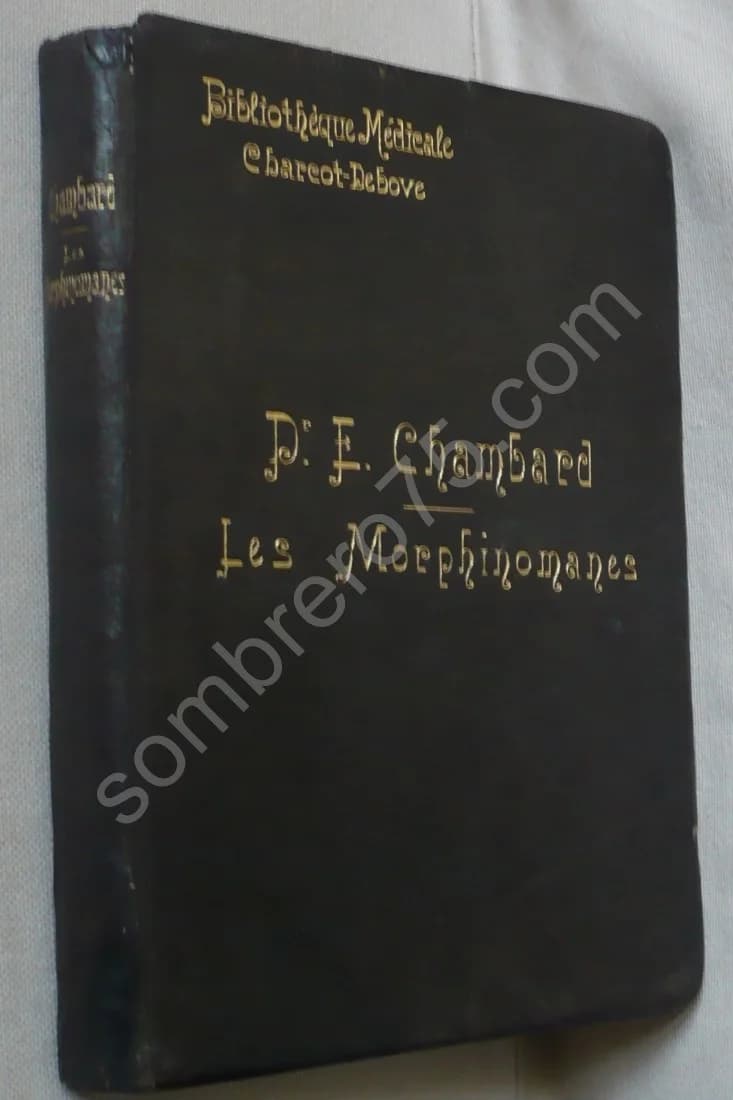 Bibliothèque Médicale
Charcot-Debove
Dr. E. Chambard
Les Morphinomanes
Chambard
Les
Morphinomanes
sombrero75.com